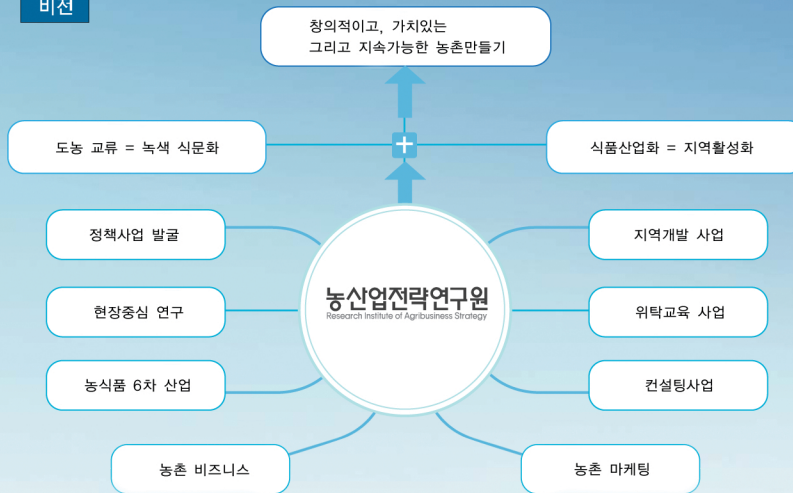 비전
창의적이고, 가치있는
그리고 지속가능한 농촌만들기
도농 교류 = 녹색 식문화
식품산업화 = 지역활성화
정책사업 발굴
지역개발 사업
농산업전략연구원
Research Institute of Agribusiness Strategy
현장중심 연구
위탁교육 사업
농식품 6차 산업
컨설팅사업
농촌 비즈니스
농촌 마케팅